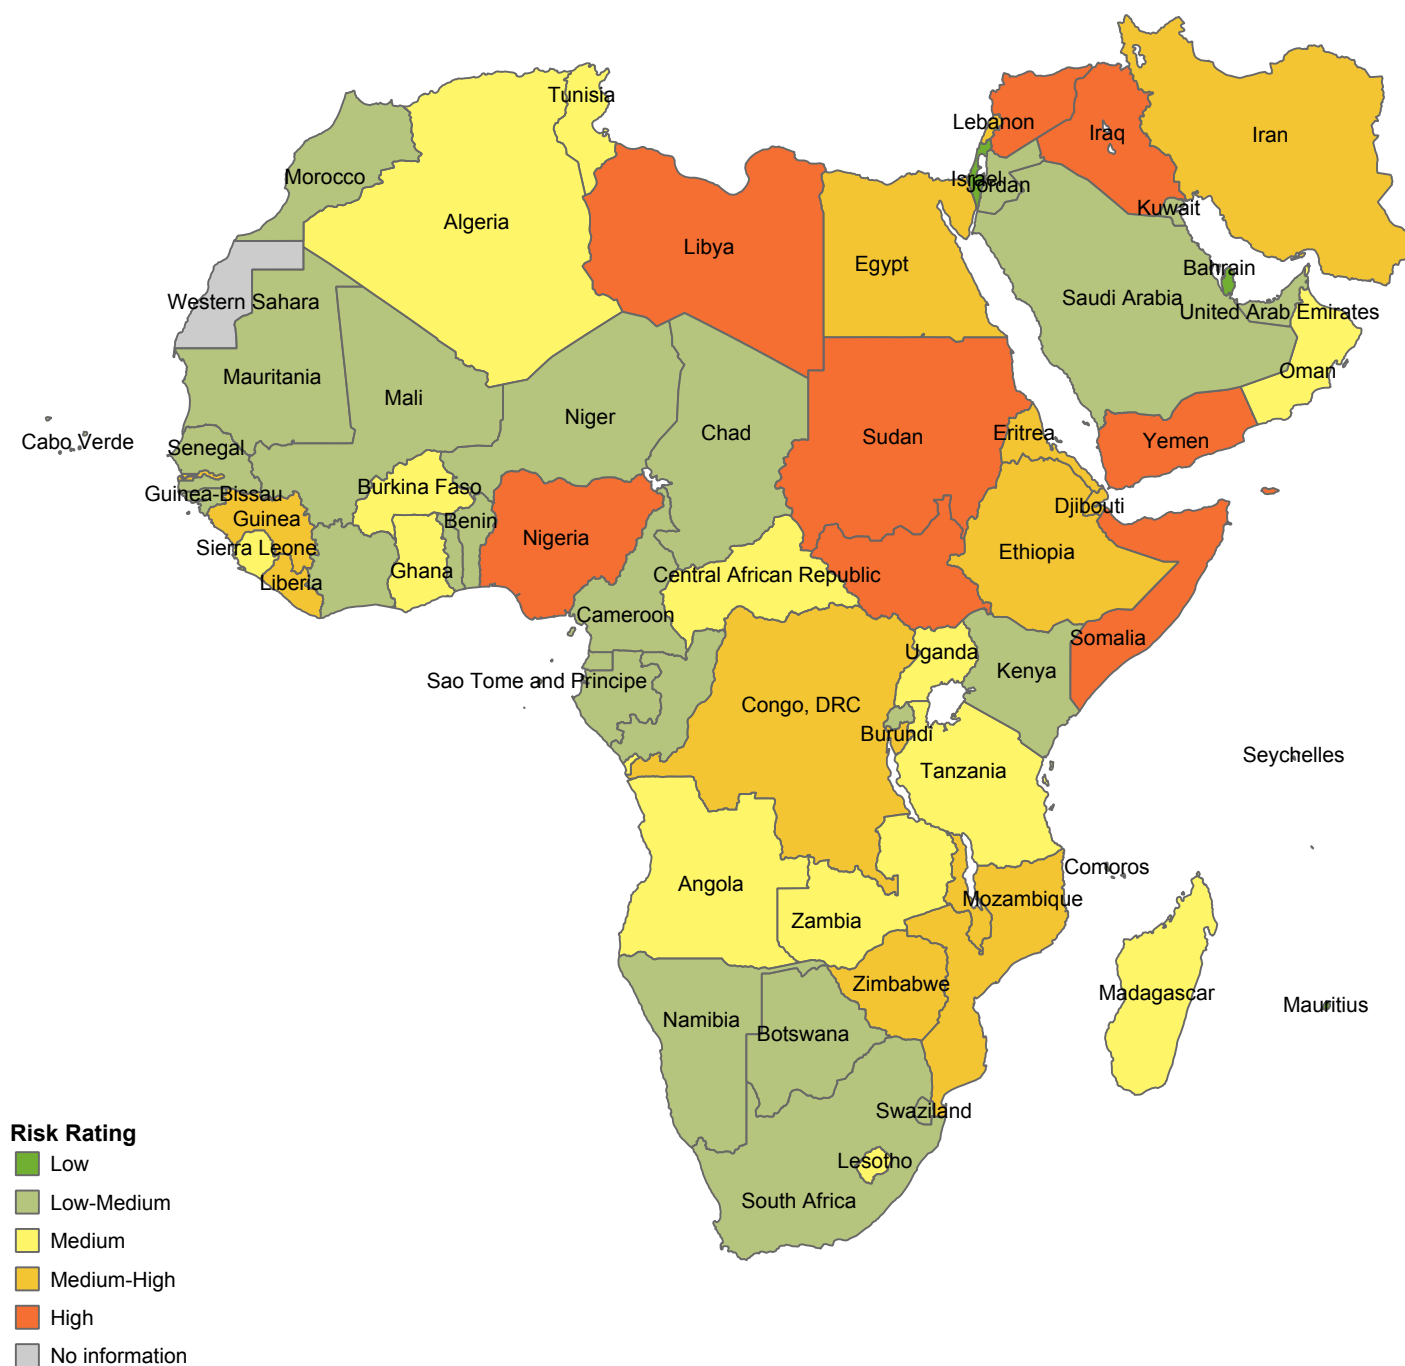 Tunisia
Lebanon
Iraq
Iran
Israel
Jordan
Morocco
Kuwait
Algeria
Libya
Egypt
Bahrain
Saudi Arabia
Western Sahara
United Arab Emirates
Mauritania
Oman
Mali
Niger
Chad
Sudan
Eritrea
Yemen
Cabo Verde
Senegal
Burkina Faso
Guinea-Bissau
Djibouti
Guinea
Benin
Nigeria
Sierra Leone
Ethiopia
Liberia
Ghana
Central African Republic
Cameroon
Somalia
Uganda
Kenya
Sao Tome and Principe
Congo, DRC
Burundi
Seychelles
Tanzania
Comoros
Angola
Mozambique
Zambia
Zimbabwe
Madagascar
Mauritius
Namibia
Botswana
Swaziland
Lesotho
South Africa
Risk Rating
Low
Low-Medium
Medium
Medium-High
High
No information